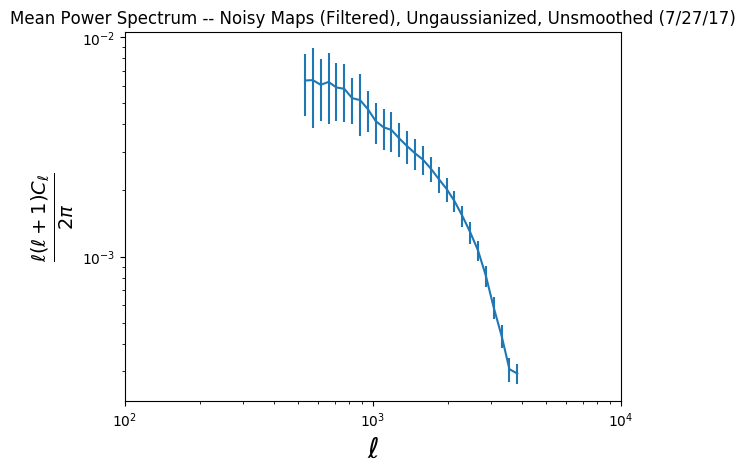 Mean Power Spectrum -- Noisy Maps (Filtered), Ungaussianized, Unsmoothed (7/27/17)
10⁻²
10⁻³
ℓ(ℓ + 1)C_ℓ
2π
10² 10³ 10⁴
ℓ